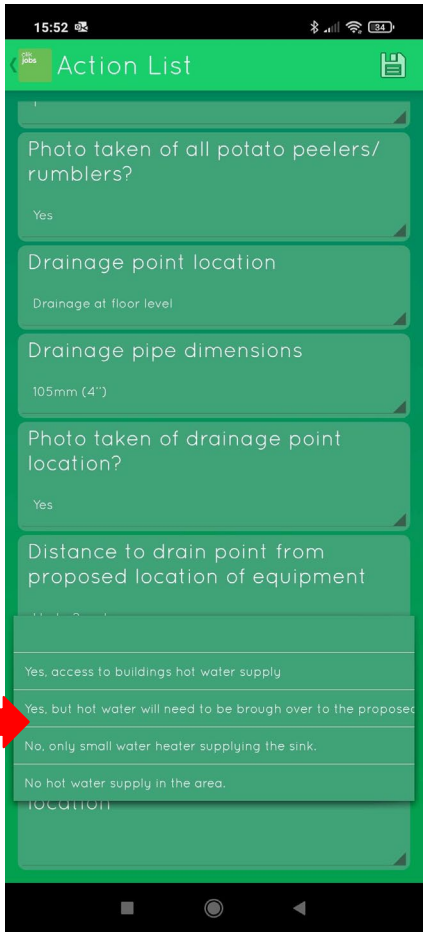 15:52
34
Clik
jobs
Action List
Photo taken of all potato peelers/
rumblers?
Yes
Drainage point location
Drainage at floor level
Drainage pipe dimensions
105mm (4'')
Photo taken of drainage point
location?
Yes
Distance to drain point from
proposed location of equipment
Yes, access to buildings hot water supply
Yes, but hot water will need to be brough over to the proposed
No, only small water heater supplying the sink.
No hot water supply in the area.
location